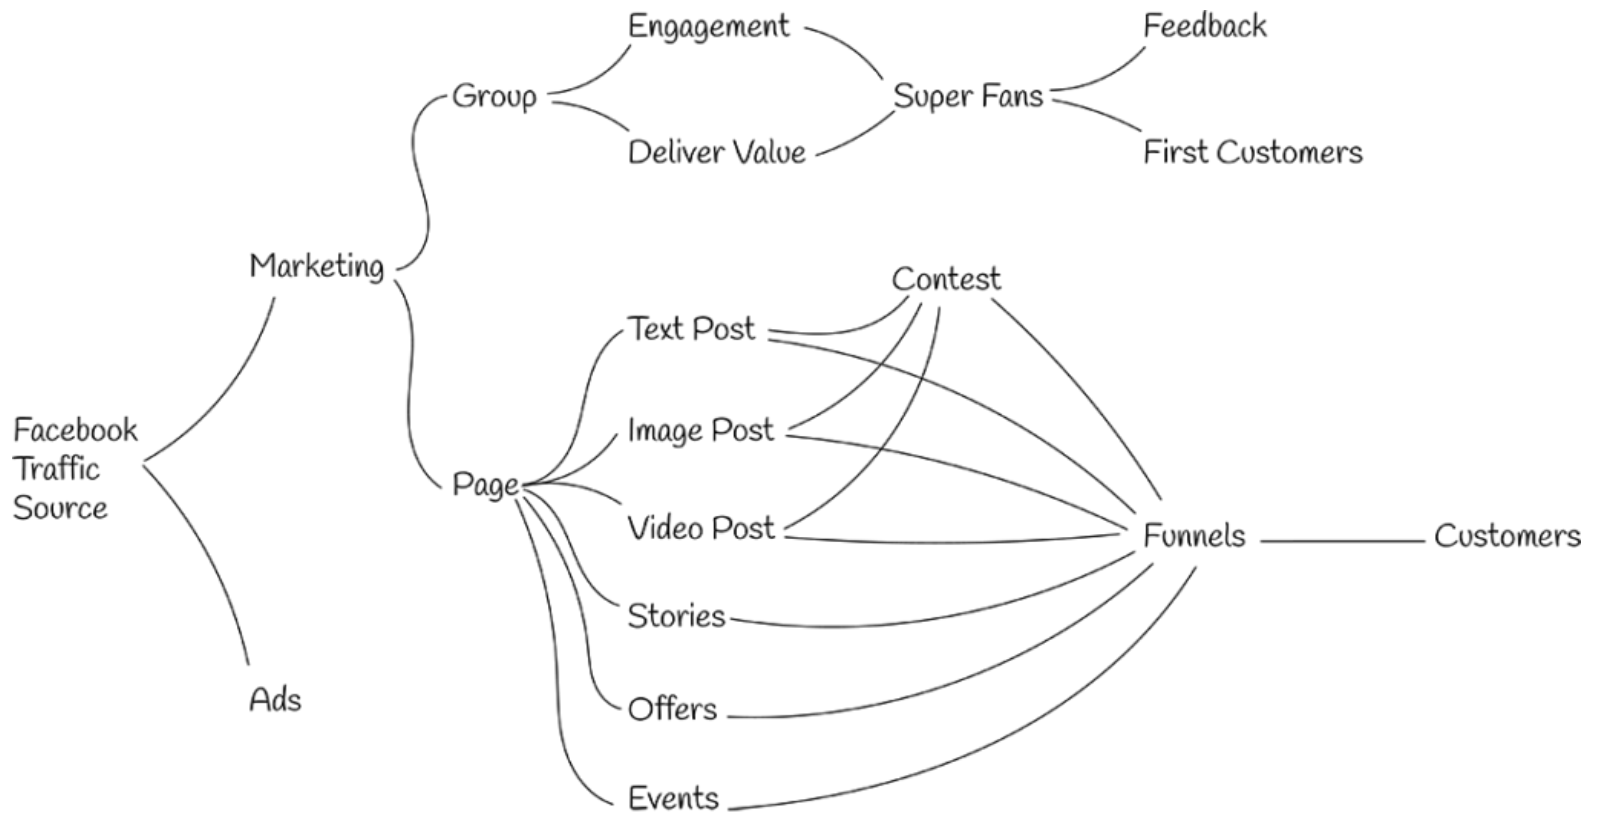 Engagement
Feedback
Group
Super Fans
Deliver Value
First Customers
Marketing
Contest
Text Post
Facebook
Traffic
Source
Image Post
Page
Video Post
Funnels
Customers
Stories
Ads
Offers
Events